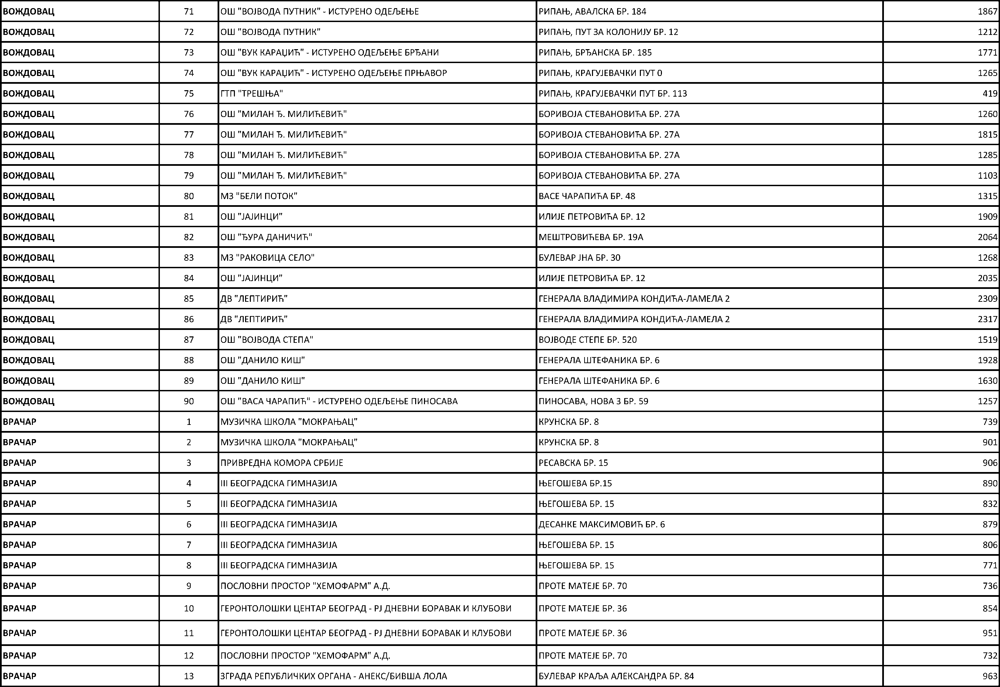 ВОЖДОВАЦ 71 ОШ "ВОЈВОДА ПУТНИК" - ИСТУРЕНО ОДЕЉЕЊЕ РИПАЊ, АВАЛСКА БР. 184 1867
ВОЖДОВАЦ 72 ОШ "ВОЈВОДА ПУТНИК" РИПАЊ, ПУТ ЗА КОЛОНИЈУ БР. 12 1212
ВОЖДОВАЦ 73 ОШ "ВУК КАРАЏИЋ" - ИСТУРЕНО ОДЕЉЕЊЕ БРЂАНИ РИПАЊ, БРЂАНСКА БР. 185 1771
ВОЖДОВАЦ 74 ОШ "ВУК КАРАЏИЋ" - ИСТУРЕНО ОДЕЉЕЊЕ ПРЊАВОР РИПАЊ, КРАГУЈЕВАЧКИ ПУТ 0 1265
ВОЖДОВАЦ 75 ГТП "ТРЕШЊА" РИПАЊ, КРАГУЈЕВАЧКИ ПУТ БР. 113 419
ВОЖДОВАЦ 76 ОШ "МИЛАН Ђ. МИЛИЋЕВИЋ" БОРИВОЈА СТЕВАНОВИЋА БР. 27А 1260
ВОЖДОВАЦ 77 ОШ "МИЛАН Ђ. МИЛИЋЕВИЋ" БОРИВОЈА СТЕВАНОВИЋА БР. 27А 1815
ВОЖДОВАЦ 78 ОШ "МИЛАН Ђ. МИЛИЋЕВИЋ" БОРИВОЈА СТЕВАНОВИЋА БР. 27А 1285
ВОЖДОВАЦ 79 ОШ "МИЛАН Ђ. МИЛИЋЕВИЋ" БОРИВОЈА СТЕВАНОВИЋА БР. 27А 1103
ВОЖДОВАЦ 80 МЗ "БЕЛИ ПОТОК" ВАСЕ ЧАРАПИЋА БР. 48 1315
ВОЖДОВАЦ 81 ОШ "ЈАЈИНЦИ" ИЛИЈЕ ПЕТРОВИЋА БР. 12 1909
ВОЖДОВАЦ 82 ОШ "ЂУРА ДАНИЧИЋ" МЕШТРОВИЋЕВА БР. 19А 2064
ВОЖДОВАЦ 83 МЗ "РАКОВИЦА СЕЛО" БУЛЕВАР ЈНА БР. 30 1268
ВОЖДОВАЦ 84 ОШ "ЈАЈИНЦИ" ИЛИЈЕ ПЕТРОВИЋА БР. 12 2035
ВОЖДОВАЦ 85 ДВ "ЛЕПТИРИЋ" ГЕНЕРАЛА ВЛАДИМИРА КОНДИЋА-ЛАМЕЛА 2 2309
ВОЖДОВАЦ 86 ДВ "ЛЕПТИРИЋ" ГЕНЕРАЛА ВЛАДИМИРА КОНДИЋА-ЛАМЕЛА 2 2317
ВОЖДОВАЦ 87 ОШ "ВОЈВОДА СТЕПА" ВОЈВОДЕ СТЕПЕ БР. 520 1519
ВОЖДОВАЦ 88 ОШ "ДАНИЛО КИШ" ГЕНЕРАЛА ШТЕФАНИКА БР. 6 1928
ВОЖДОВАЦ 89 ОШ "ДАНИЛО КИШ" ГЕНЕРАЛА ШТЕФАНИКА БР. 6 1630
ВОЖДОВАЦ 90 ОШ "ВАСА ЧАРАПИЋ" - ИСТУРЕНО ОДЕЉЕЊЕ ПИНОСАВА ПИНОСАВА, НОВА 3 БР. 59 1257
ВРАЧАР 1 МУЗИЧКА ШКОЛА "МОКРАЊАЦ" КРУНСКА БР. 8 739
ВРАЧАР 2 МУЗИЧКА ШКОЛА "МОКРАЊАЦ" КРУНСКА БР. 8 901
ВРАЧАР 3 ПРИВРЕДНА КОМОРА СРБИЈЕ РЕСАВСКА БР. 15 906
ВРАЧАР 4 III БЕОГРАДСКА ГИМНАЗИЈА ЊЕГОШЕВА БР.15 890
ВРАЧАР 5 III БЕОГРАДСКА ГИМНАЗИЈА ЊЕГОШЕВА БР. 15 832
ВРАЧАР 6 III БЕОГРАДСКА ГИМНАЗИЈА ДЕСАНКЕ МАКСИМОВИЋ БР. 6 879
ВРАЧАР 7 III БЕОГРАДСКА ГИМНАЗИЈА ЊЕГОШЕВА БР. 15 806
ВРАЧАР 8 III БЕОГРАДСКА ГИМНАЗИЈА ЊЕГОШЕВА БР. 15 771
ВРАЧАР 9 ПОСЛОВНИ ПРОСТОР "ХЕМОФАРМ" А.Д. ПРОТЕ МАТЕЈЕ БР. 70 736
ВРАЧАР 10 ГЕРОНТОЛОШКИ ЦЕНТАР БЕОГРАД - РЈ ДНЕВНИ БОРАВАК И КЛУБОВИ ПРОТЕ МАТЕЈЕ БР. 36 854
ВРАЧАР 11 ГЕРОНТОЛОШКИ ЦЕНТАР БЕОГРАД - РЈ ДНЕВНИ БОРАВАК И КЛУБОВИ ПРОТЕ МАТЕЈЕ БР. 36 951
ВРАЧАР 12 ПОСЛОВНИ ПРОСТОР "ХЕМОФАРМ" А.Д. ПРОТЕ МАТЕЈЕ БР. 70 732
ВРАЧАР 13 ЗГРАДА РЕПУБЛИЧКИХ ОРГАНА - АНЕКС/БИВША ЛОЛА БУЛЕВАР КРАЉА АЛЕКСАНДРА БР. 84 963